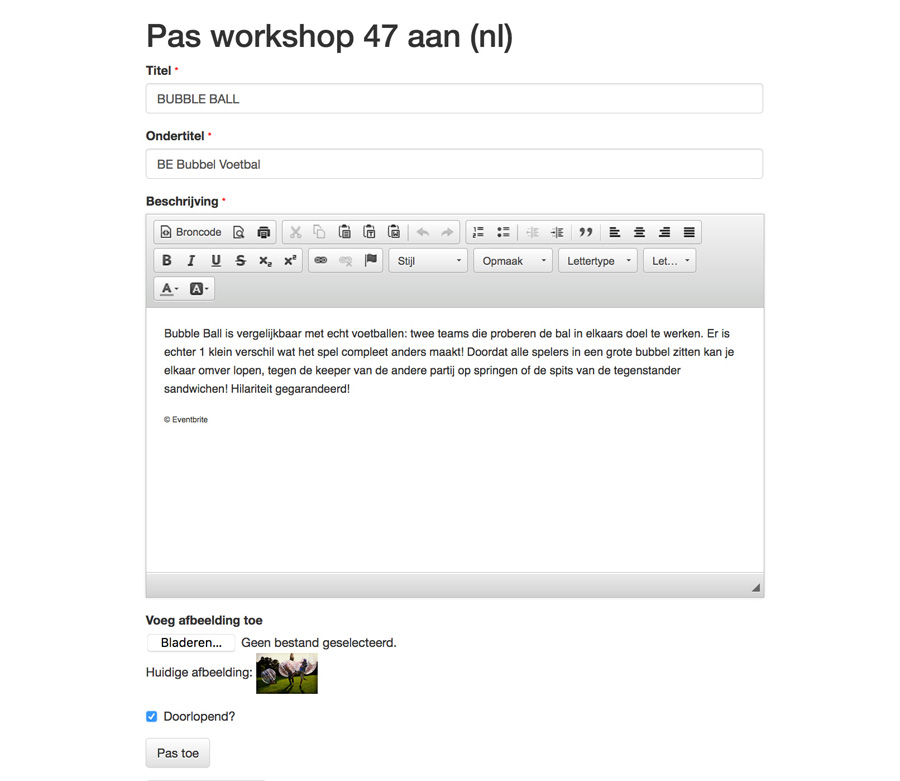 Pas workshop 47 aan (nl)
Titel *
BUBBLE BALL
Ondertitel *
BE Bubbel Voetbal
Beschrijving *
Broncode
B I U S x₂ x² Stijl Opmaak Lettertype Let...
A A
Bubble Ball is vergelijkbaar met echt voetballen: twee teams die proberen de bal in elkaars doel te werken. Er is
echter 1 klein verschil wat het spel compleet anders maakt! Doordat alle spelers in een grote bubbel zitten kan je
elkaar omver lopen, tegen de keeper van de andere partij op springen of de spits van de tegenstander
sandwichen! Hilariteit gegarandeerd!
© Eventbrite
Voeg afbeelding toe
Bladeren... Geen bestand geselecteerd.
Huidige afbeelding:
Doorlopend?
Pas toe